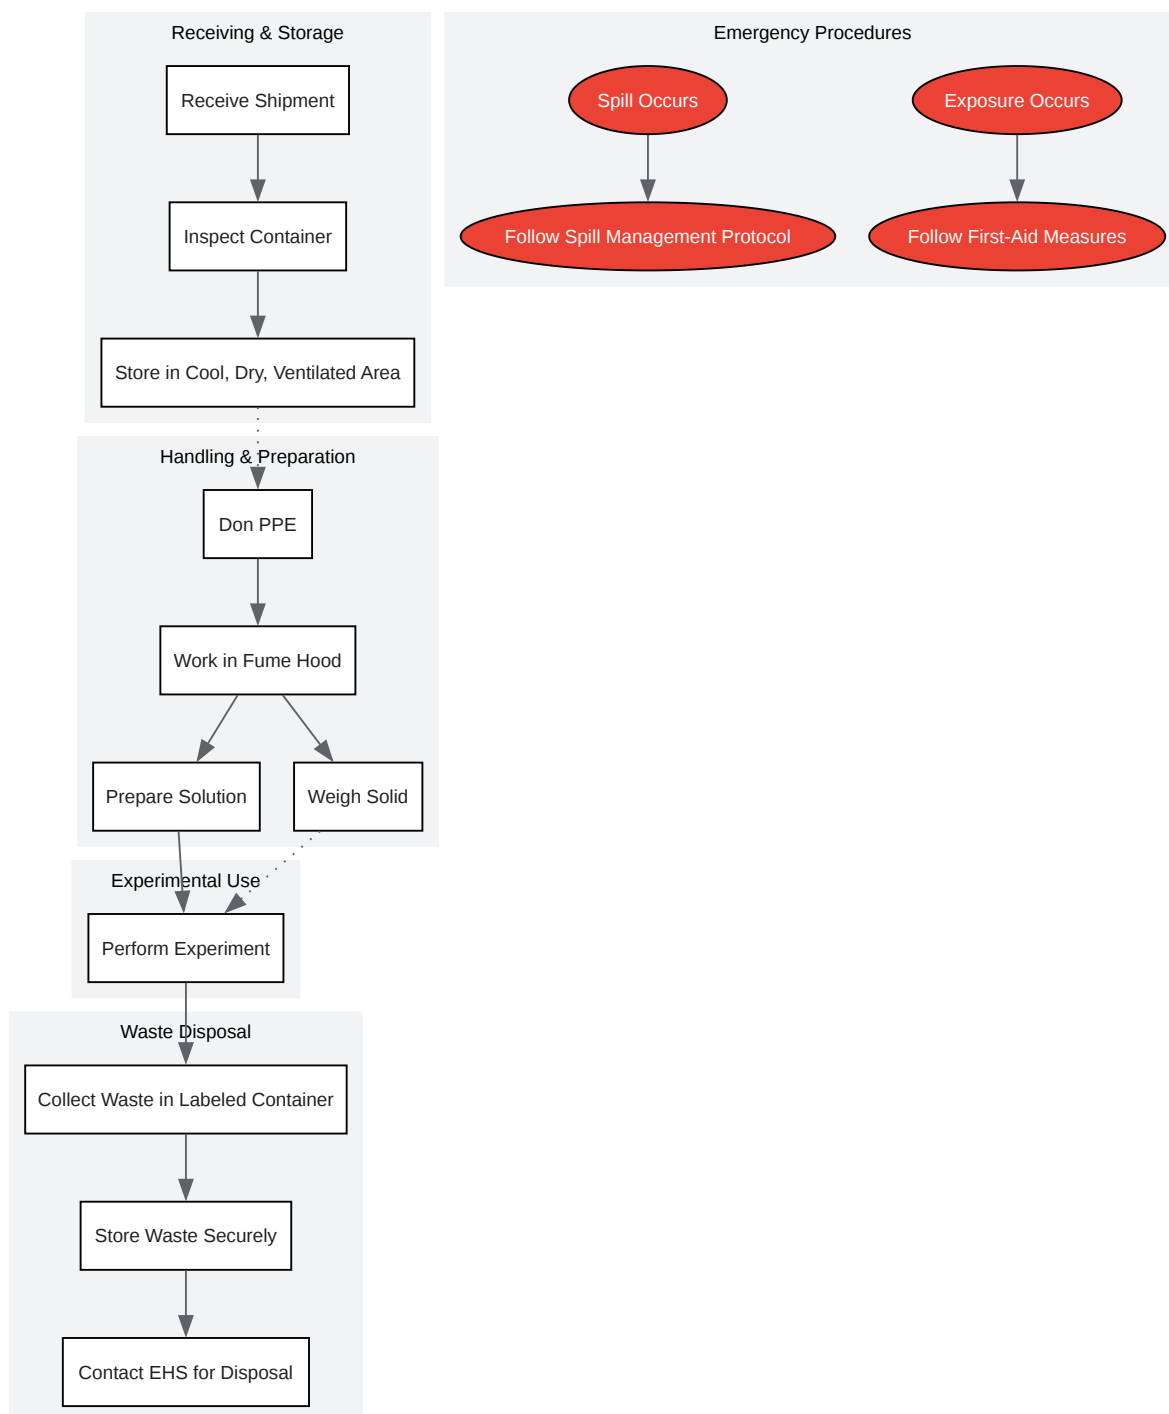 Receiving & Storage
Receive Shipment
Inspect Container
Store in Cool, Dry, Ventilated Area
Emergency Procedures
Spill Occurs
Exposure Occurs
Follow Spill Management Protocol
Follow First-Aid Measures
Handling & Preparation
Don PPE
Work in Fume Hood
Prepare Solution
Weigh Solid
Experimental Use
Perform Experiment
Waste Disposal
Collect Waste in Labeled Container
Store Waste Securely
Contact EHS for Disposal